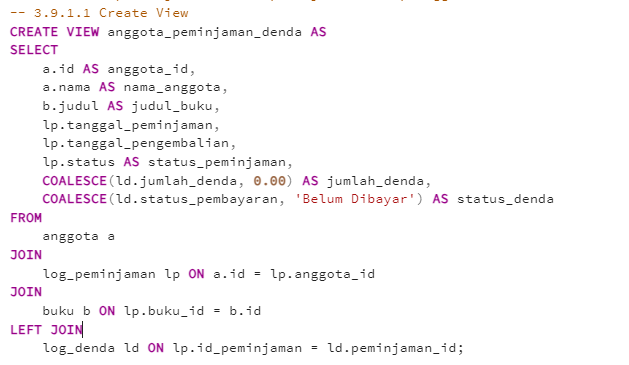 -- 3.9.1.1 Create View
CREATE VIEW anggota_peminjaman_denda AS
SELECT
    a.id AS anggota_id,
    a.nama AS nama_anggota,
    b.judul AS judul_buku,
    lp.tanggal_peminjaman,
    lp.tanggal_pengembalian,
    lp.status AS status_peminjaman,
    COALESCE(ld.jumlah_denda, 0.00) AS jumlah_denda,
    COALESCE(ld.status_pembayaran, 'Belum Dibayar') AS status_denda
FROM
    anggota a
JOIN
    log_peminjaman lp ON a.id = lp.anggota_id
JOIN
    buku b ON lp.buku_id = b.id
LEFT JOIN
    log_denda ld ON lp.id_peminjaman = ld.peminjaman_id;